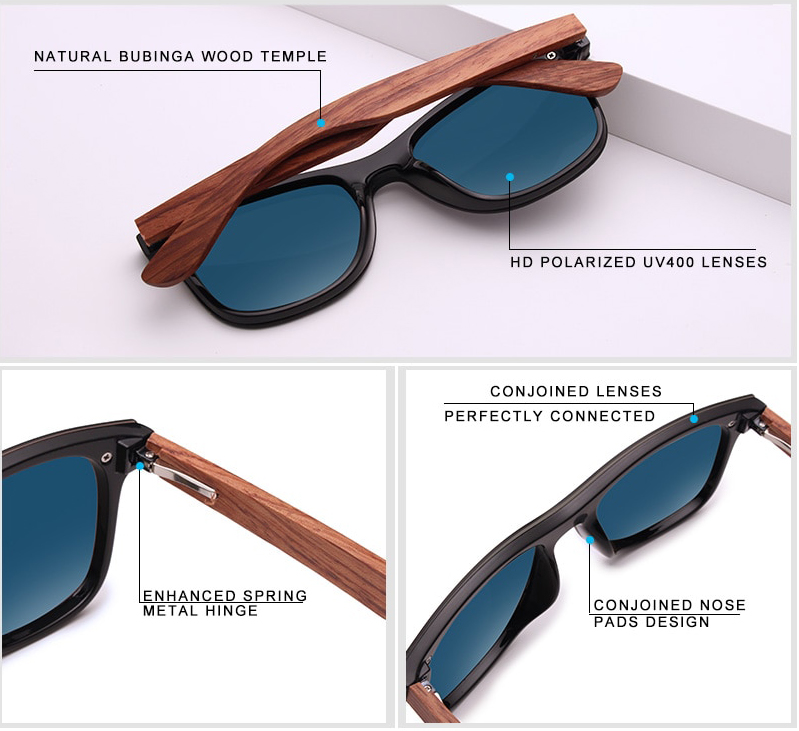 NATURAL BUBINGA WOOD TEMPLE
HD POLARIZED UV400 LENSES
ENHANCED SPRING
METAL HINGE
CONJOINED LENSES
PERFECTLY CONNECTED
CONJOINED NOSE
PADS DESIGN